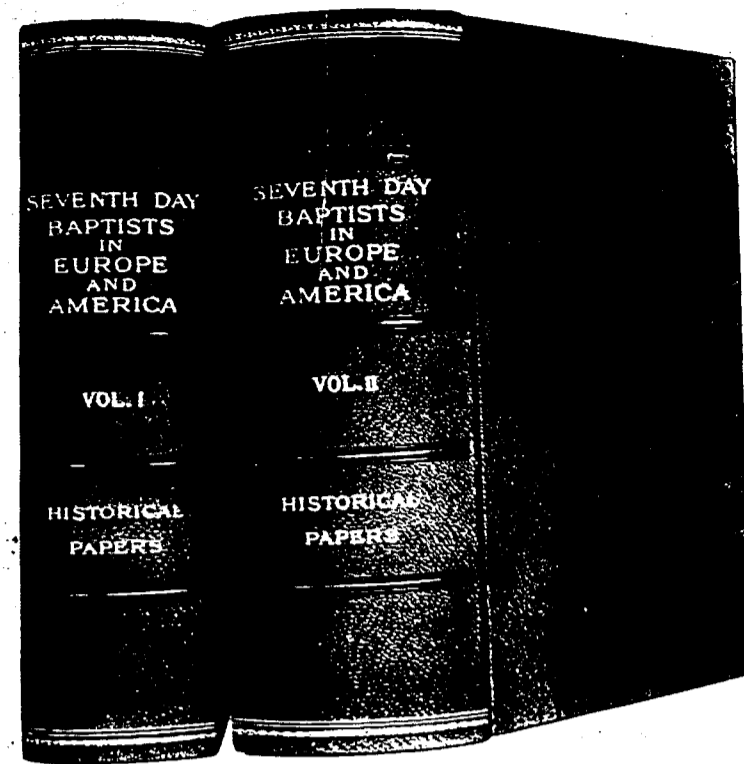 SEVENTH DAY
BAPTISTS
IN
EUROPE
AND
AMERICA
VOL. I
HISTORICAL
PAPERS
SEVENTH DAY
BAPTISTS
IN
EUROPE
AND
AMERICA
VOL. II
HISTORICAL
PAPERS